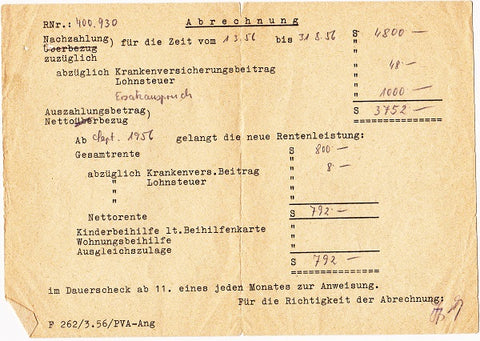 RNr.: 400.930
Abrechnung
Nachzahlung) für die Zeit vom 1 3.56 bis 31.8.56 S 4800.—
Überbezug
zuzüglich "
abzüglich Krankenversicherungsbeitrag " 48.—
Lohnsteuer "
Ersatzanspruch " 1000.—
Auszahlungsbetrag) S 3752.—
Nettoüberbezug
Ab Sept. 1956 gelangt die neue Rentenleistung:
Gesamtrente S 800.—
abzüglich Krankenvers.Beitrag " 8.—
" Lohnsteuer "
" "
Nettorente S 792.—
Kinderbeihilfe lt.Beihilfenkarte "
Wohnungsbeihilfe "
Ausgleichszulage "
S 792.—
im Dauerscheck ab 11. eines jeden Monates zur Anweisung.
Für die Richtigkeit der Abrechnung:
F 262/3.56/PVA-Ang